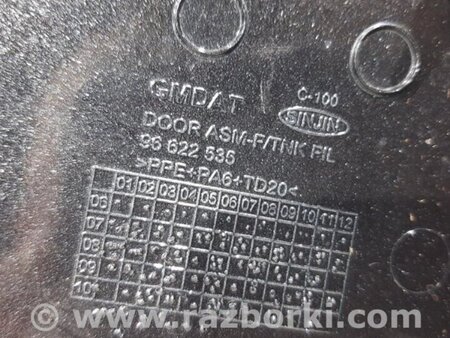 GMDAT
C-100
SINJIN
DOOR ASM-F/TNK FIL
96 622 535
>PPE+PA6+TD20<
01 02 03 04 05 06 07 08 09 10 11 12
06
07
08
09
10
© www.razborki.com